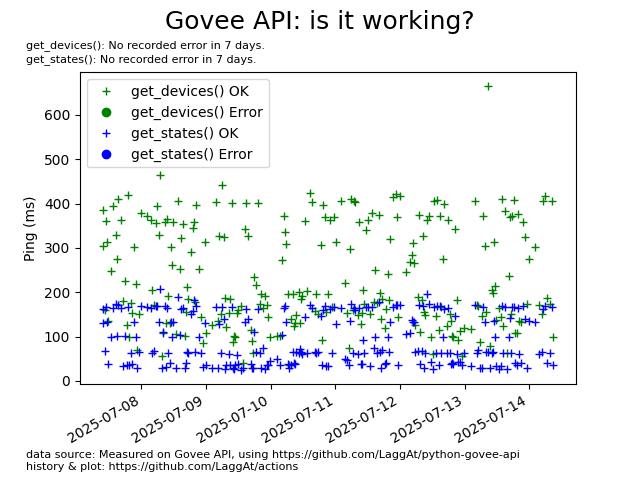 Govee API: is it working?
get_devices(): No recorded error in 7 days.
get_states(): No recorded error in 7 days.
get_devices() OK
get_devices() Error
get_states() OK
get_states() Error
Ping (ms)
600
500
400
300
200
100
0
2025-07-08
2025-07-09
2025-07-10
2025-07-11
2025-07-12
2025-07-13
2025-07-14
data source: Measured on Govee API, using https://github.com/LaggAt/python-govee-api
history & plot: https://github.com/LaggAt/actions